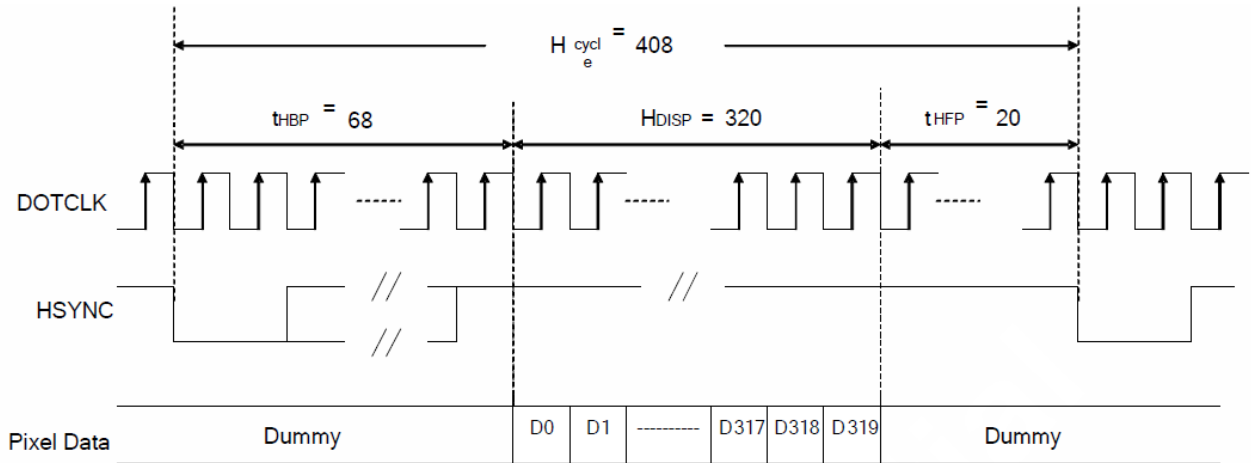 H cycl e = 408
tHBP = 68
HDISP = 320
tHFP = 20
DOTCLK
HSYNC
Pixel Data
Dummy
D0
D1
D317
D318
D319
Dummy